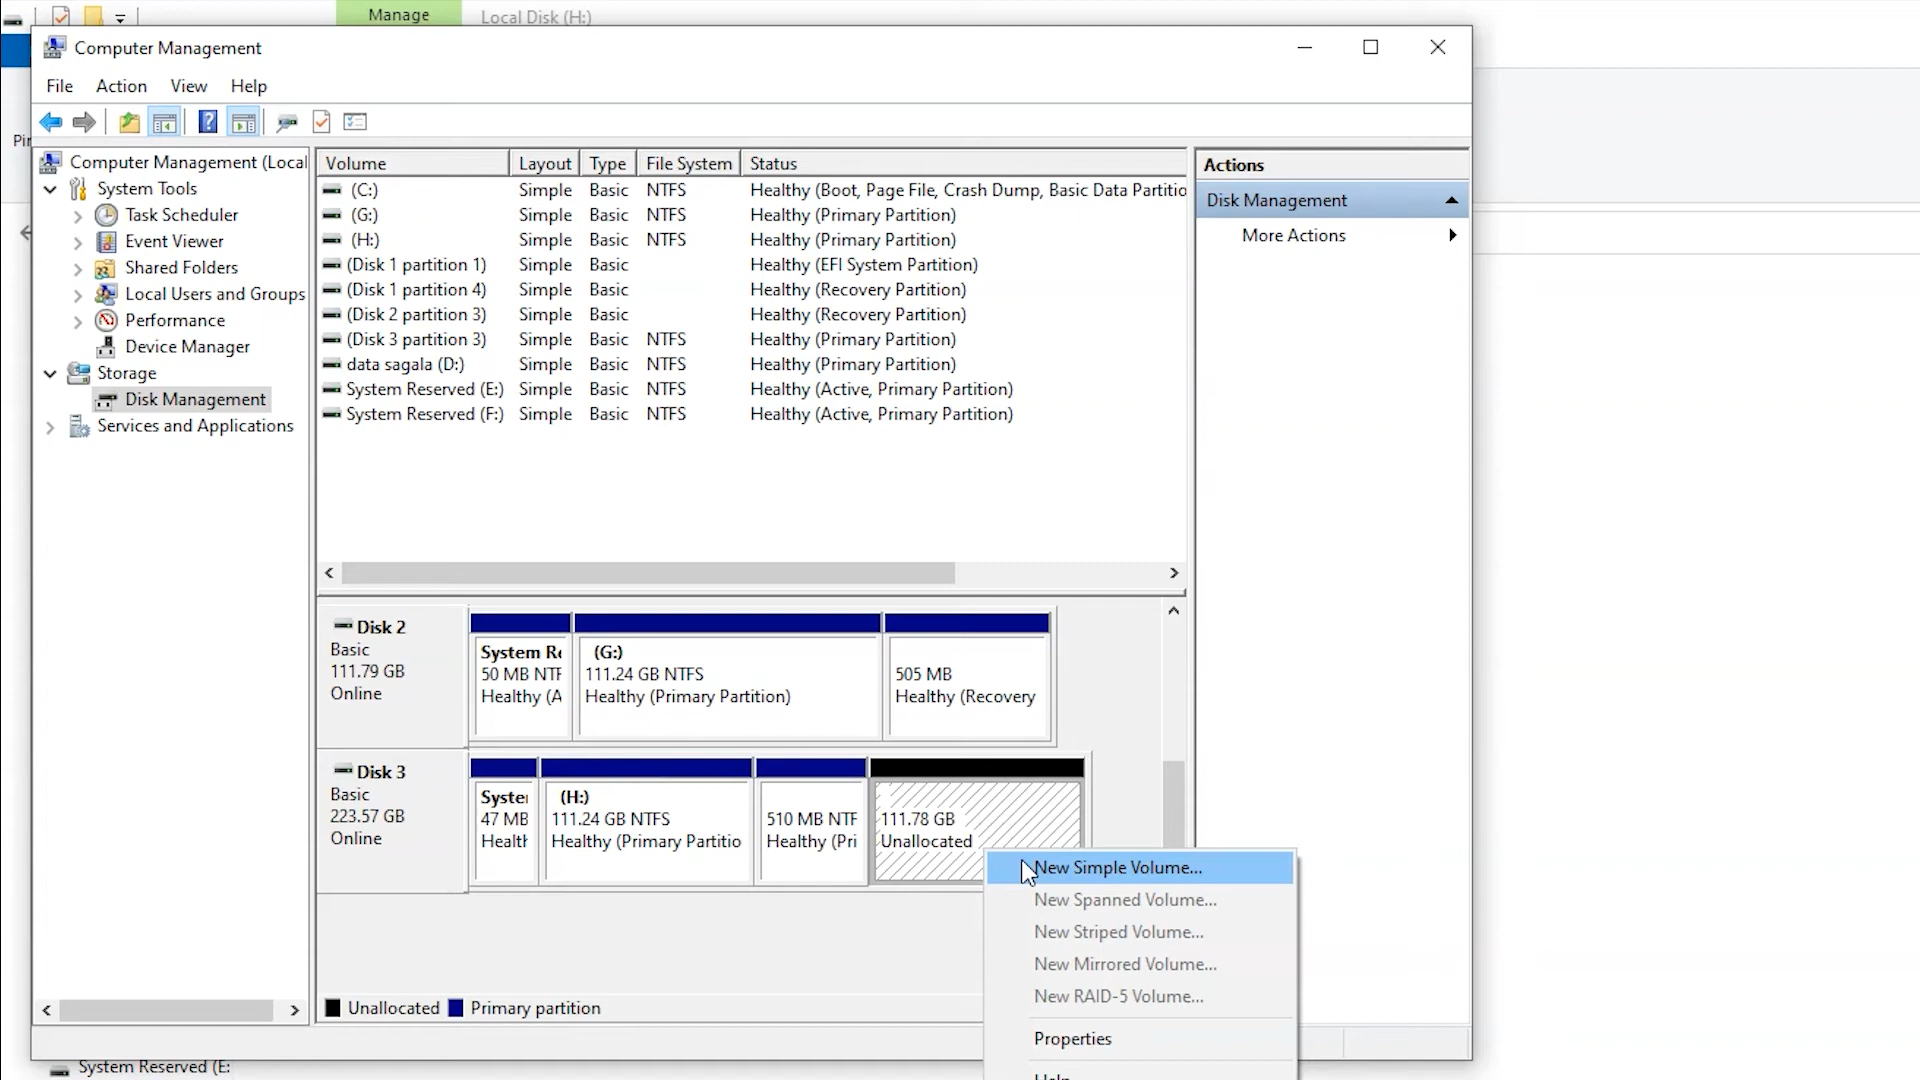 Manage
Local Disk (H:)
Computer Management
File Action View Help
Computer Management (Local
System Tools
Task Scheduler
Event Viewer
Shared Folders
Local Users and Groups
Performance
Device Manager
Storage
Disk Management
Services and Applications
Volume Layout Type File System Status
(C:) Simple Basic NTFS Healthy (Boot, Page File, Crash Dump, Basic Data Partitio
(G:) Simple Basic NTFS Healthy (Primary Partition)
(H:) Simple Basic NTFS Healthy (Primary Partition)
(Disk 1 partition 1) Simple Basic Healthy (EFI System Partition)
(Disk 1 partition 4) Simple Basic Healthy (Recovery Partition)
(Disk 2 partition 3) Simple Basic Healthy (Recovery Partition)
(Disk 3 partition 3) Simple Basic NTFS Healthy (Primary Partition)
data sagala (D:) Simple Basic NTFS Healthy (Primary Partition)
System Reserved (E:) Simple Basic NTFS Healthy (Active, Primary Partition)
System Reserved (F:) Simple Basic NTFS Healthy (Active, Primary Partition)
Actions
Disk Management
More Actions
Disk 2
Basic
111.79 GB
Online
System Re
50 MB NTF
Healthy (A
(G:)
111.24 GB NTFS
Healthy (Primary Partition)
505 MB
Healthy (Recovery
Disk 3
Basic
223.57 GB
Online
Syster
47 MB
Healtl
(H:)
111.24 GB NTFS
Healthy (Primary Partitio
510 MB NTF
Healthy (Pri
111.78 GB
Unallocated
New Simple Volume...
New Spanned Volume...
New Striped Volume...
New Mirrored Volume...
New RAID-5 Volume...
Properties
Unallocated Primary partition
System Reserved (E: